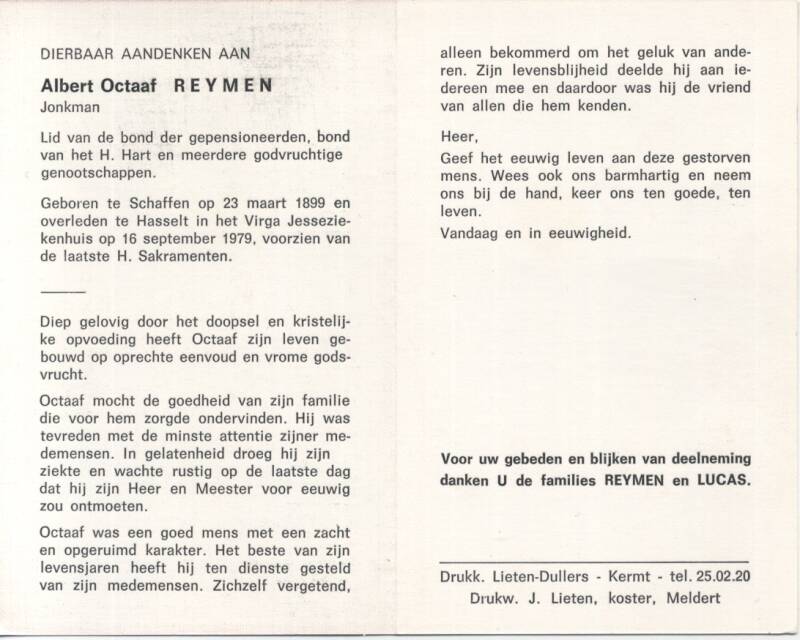 DIERBAAR AANDENKEN AAN
Albert Octaaf REYMEN
Jonkman
Lid van de bond der gepensioneerden, bond
van het H. Hart en meerdere godvruchtige
genootschappen.
Geboren te Schaffen op 23 maart 1899 en
overleden te Hasselt in het Virga Jessezie-
kenhuis op 16 september 1979, voorzien van
de laatste H. Sakramenten.
Diep gelovig door het doopsel en kristelij-
ke opvoeding heeft Octaaf zijn leven ge-
bouwd op oprechte eenvoud en vrome gods-
vrucht.
Octaaf mocht de goedheid van zijn familie
die voor hem zorgde ondervinden. Hij was
tevreden met de minste attentie zijner me-
demensen. In gelatenheid droeg hij zijn
ziekte en wachte rustig op de laatste dag
dat hij zijn Heer en Meester voor eeuwig
zou ontmoeten.
Octaaf was een goed mens met een zacht
en opgeruimd karakter. Het beste van zijn
levensjaren heeft hij ten dienste gesteld
van zijn medemensen. Zichzelf vergetend,
alleen bekommerd om het geluk van ande-
ren. Zijn levensblijheid deelde hij aan ie-
dereen mee en daardoor was hij de vriend
van allen die hem kenden.
Heer,
Geef het eeuwig leven aan deze gestorven
mens. Wees ook ons barmhartig en neem
ons bij de hand, keer ons ten goede, ten
leven.
Vandaag en in eeuwigheid.
Voor uw gebeden en blijken van deelneming
danken U de families REYMEN en LUCAS.
Drukk. Lieten-Dullers - Kermt - tel. 25.02.20
Drukw. J. Lieten, koster, Meldert